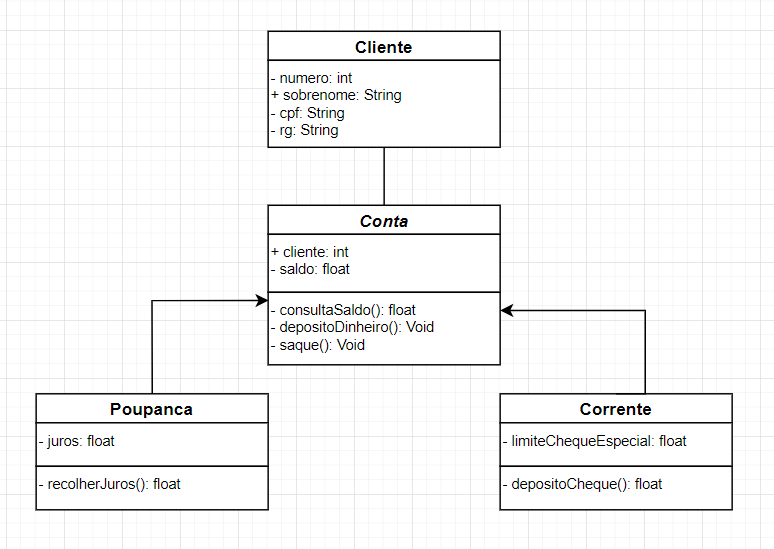 Cliente
- numero: int
+ sobrenome: String
- cpf: String
- rg: String
Conta
+ cliente: int
- saldo: float
- consultaSaldo(): float
- depositoDinheiro(): Void
- saque(): Void
Poupanca
- juros: float
- recolherJuros(): float
Corrente
- limiteChequeEspecial: float
- depositoCheque(): float